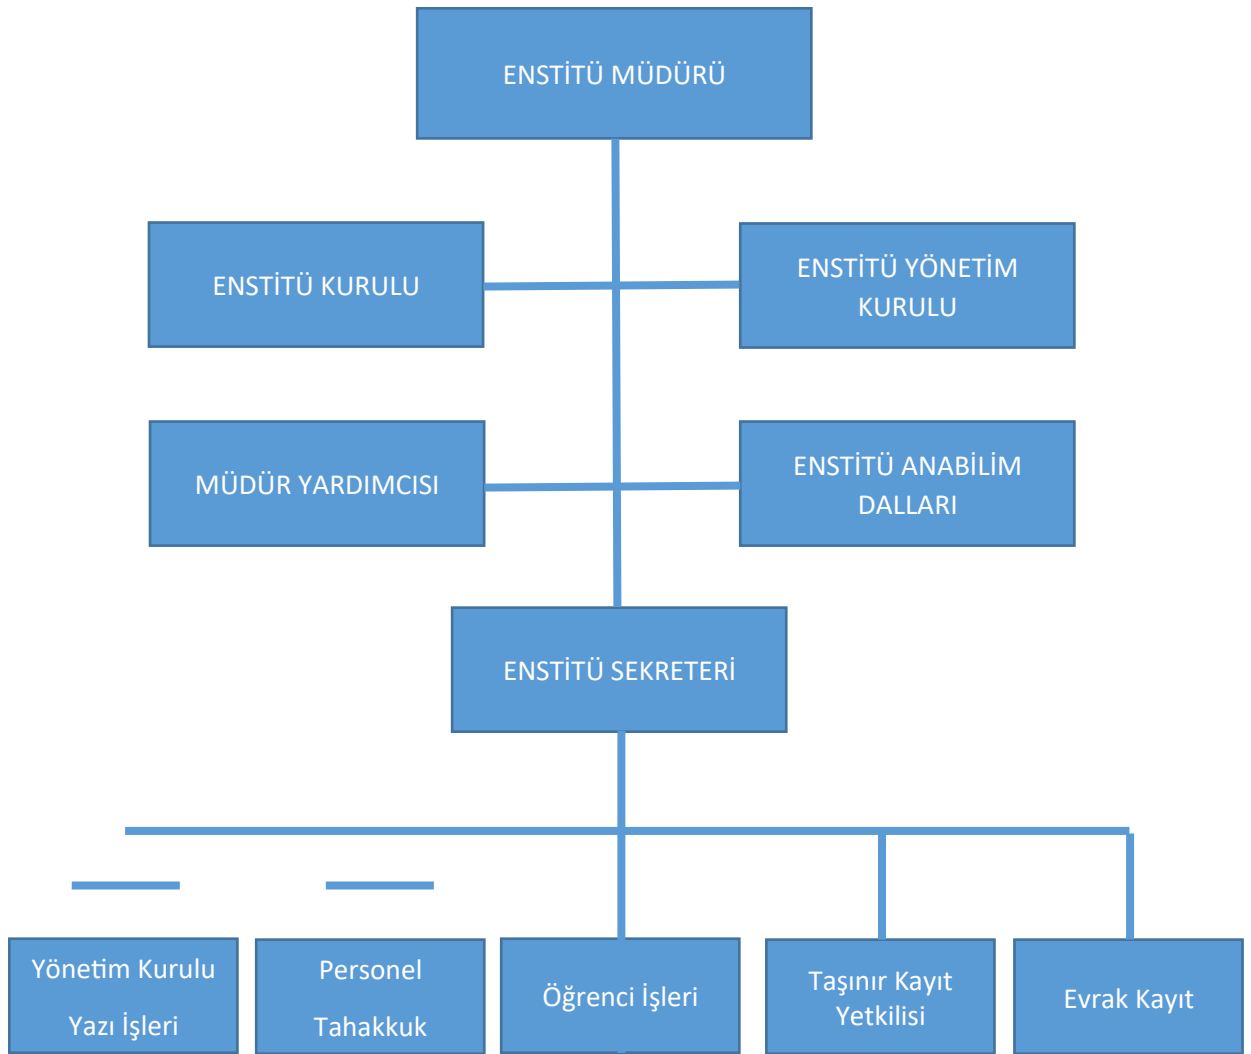 ENSTİTÜ MÜDÜRÜ
ENSTİTÜ KURULU
ENSTİTÜ YÖNETİM
KURULU
MÜDÜR YARDIMCISI
ENSTİTÜ ANABİLİM
DALLARI
ENSTİTÜ SEKRETERİ
Yönetim Kurulu
Yazı İşleri
Personel
Tahakkuk
Öğrenci İşleri
Taşınır Kayıt
Yetkilisi
Evrak Kayıt